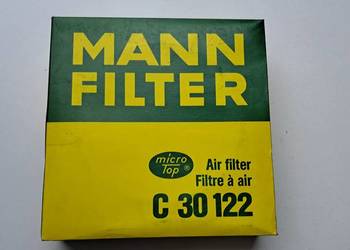 MANN
FILTER
micro
Top ®
Air filter
Filtre à air
C 30 122